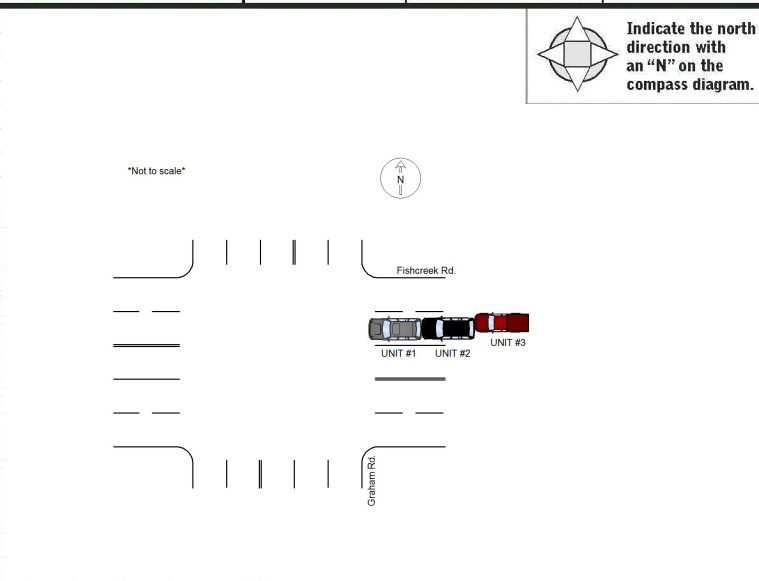 Indicate the north
direction with
an “N” on the
compass diagram.
*Not to scale*
N
Fishcreek Rd.
UNIT #1
UNIT #2
UNIT #3
Graham Rd.